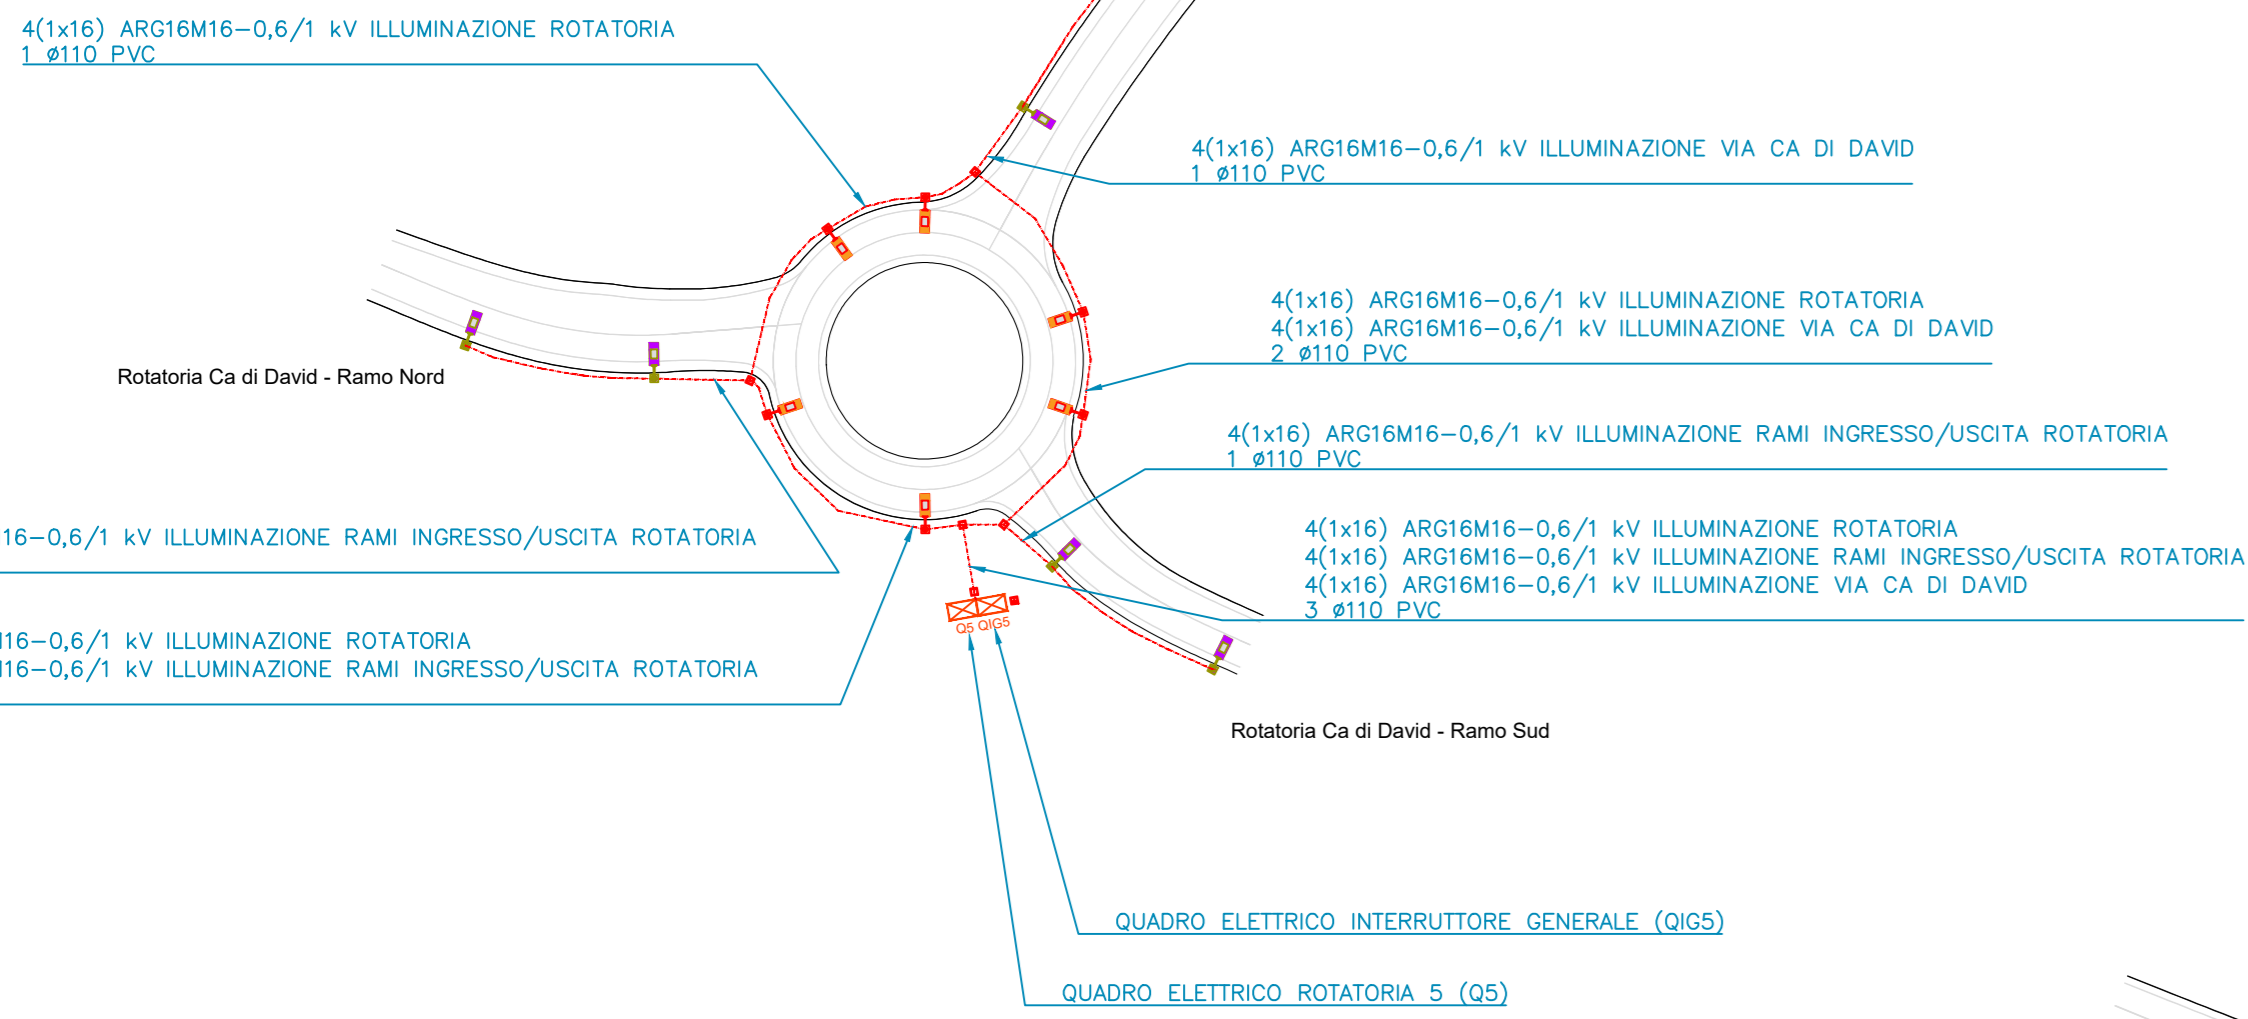 4(1x16) ARG16M16-0,6/1 kV ILLUMINAZIONE ROTATORIA
1 ø110 PVC
4(1x16) ARG16M16-0,6/1 kV ILLUMINAZIONE VIA CA DI DAVID
1 ø110 PVC
4(1x16) ARG16M16-0,6/1 kV ILLUMINAZIONE ROTATORIA
4(1x16) ARG16M16-0,6/1 kV ILLUMINAZIONE VIA CA DI DAVID
2 ø110 PVC
Rotatoria Ca di David - Ramo Nord
4(1x16) ARG16M16-0,6/1 kV ILLUMINAZIONE RAMI INGRESSO/USCITA ROTATORIA
1 ø110 PVC
16-0,6/1 kV ILLUMINAZIONE RAMI INGRESSO/USCITA ROTATORIA
4(1x16) ARG16M16-0,6/1 kV ILLUMINAZIONE ROTATORIA
4(1x16) ARG16M16-0,6/1 kV ILLUMINAZIONE RAMI INGRESSO/USCITA ROTATORIA
4(1x16) ARG16M16-0,6/1 kV ILLUMINAZIONE VIA CA DI DAVID
3 ø110 PVC
Q5 QIG5
16-0,6/1 kV ILLUMINAZIONE ROTATORIA
16-0,6/1 kV ILLUMINAZIONE RAMI INGRESSO/USCITA ROTATORIA
Rotatoria Ca di David - Ramo Sud
QUADRO ELETTRICO INTERRUTTORE GENERALE (QIG5)
QUADRO ELETTRICO ROTATORIA 5 (Q5)